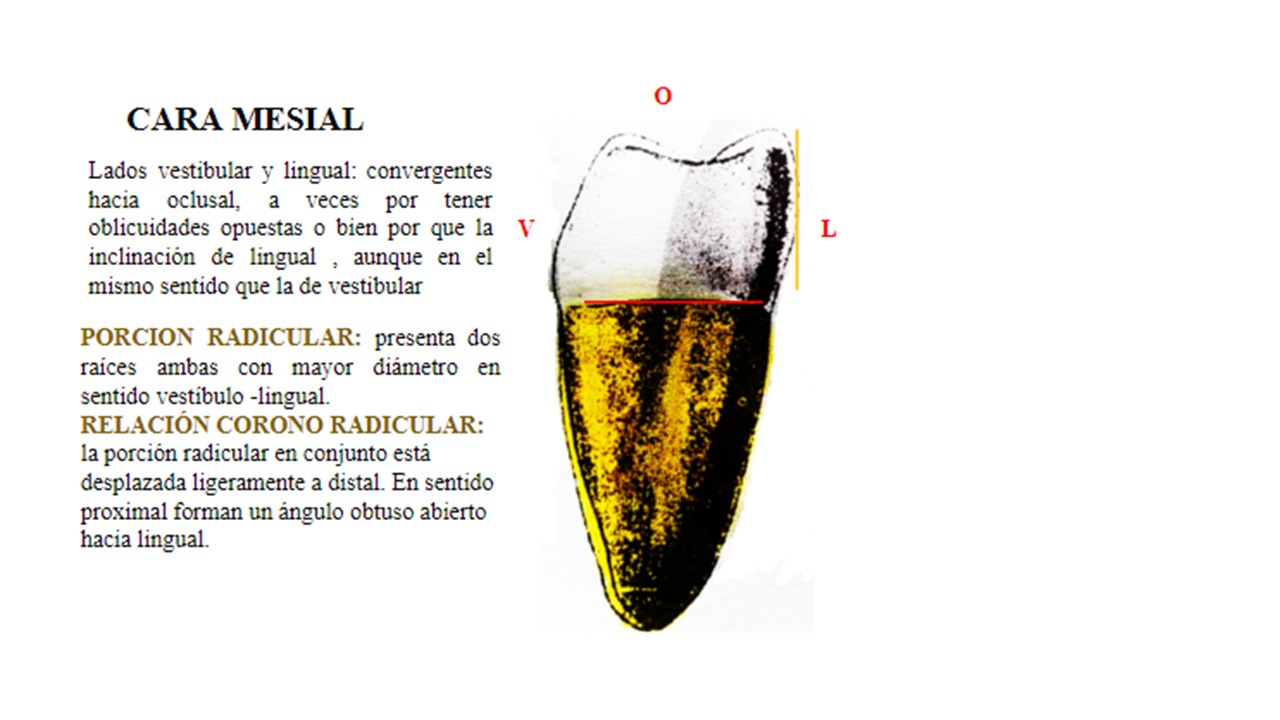 CARA MESIAL
Lados vestibular y lingual: convergentes
hacia oclusal, a veces por tener
oblicuidades opuestas o bien por que la
inclinación de lingual , aunque en el
mismo sentido que la de vestibular
PORCION RADICULAR: presenta dos
raíces ambas con mayor diámetro en
sentido vestíbulo -lingual.
RELACIÓN CORONO RADICULAR:
la porción radicular en conjunto está
desplazada ligeramente a distal. En sentido
proximal forman un ángulo obtuso abierto
hacia lingual.
O
V
L